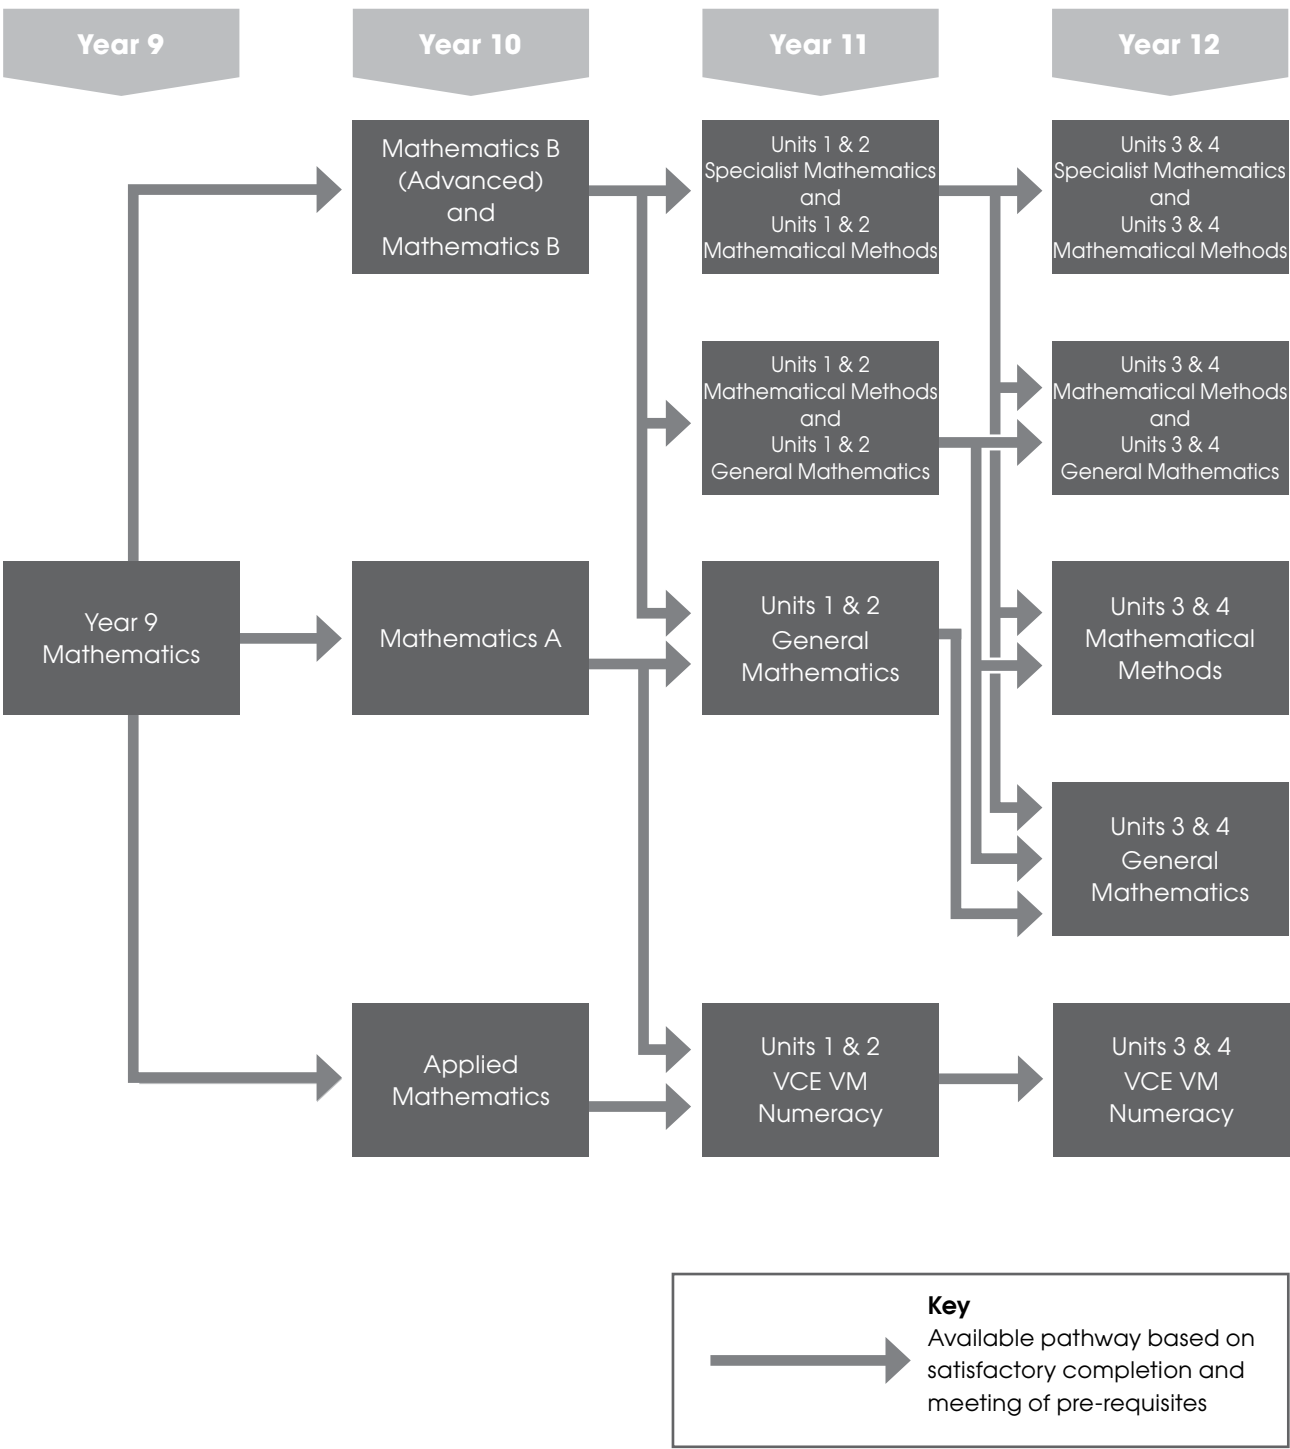 Year 9
Year 10
Year 11
Year 12
Mathematics B
(Advanced)
and
Mathematics B
Units 1 & 2
Specialist Mathematics
and
Units 1 & 2
Mathematical Methods
Units 3 & 4
Specialist Mathematics
and
Units 3 & 4
Mathematical Methods
Units 1 & 2
Mathematical Methods
and
Units 1 & 2
General Mathematics
Units 3 & 4
Mathematical Methods
and
Units 3 & 4
General Mathematics
Year 9
Mathematics
Mathematics A
Units 1 & 2
General
Mathematics
Units 3 & 4
Mathematical
Methods
Units 3 & 4
General
Mathematics
Applied
Mathematics
Units 1 & 2
VCE VM
Numeracy
Units 3 & 4
VCE VM
Numeracy
Key
Available pathway based on
satisfactory completion and
meeting of pre-requisites